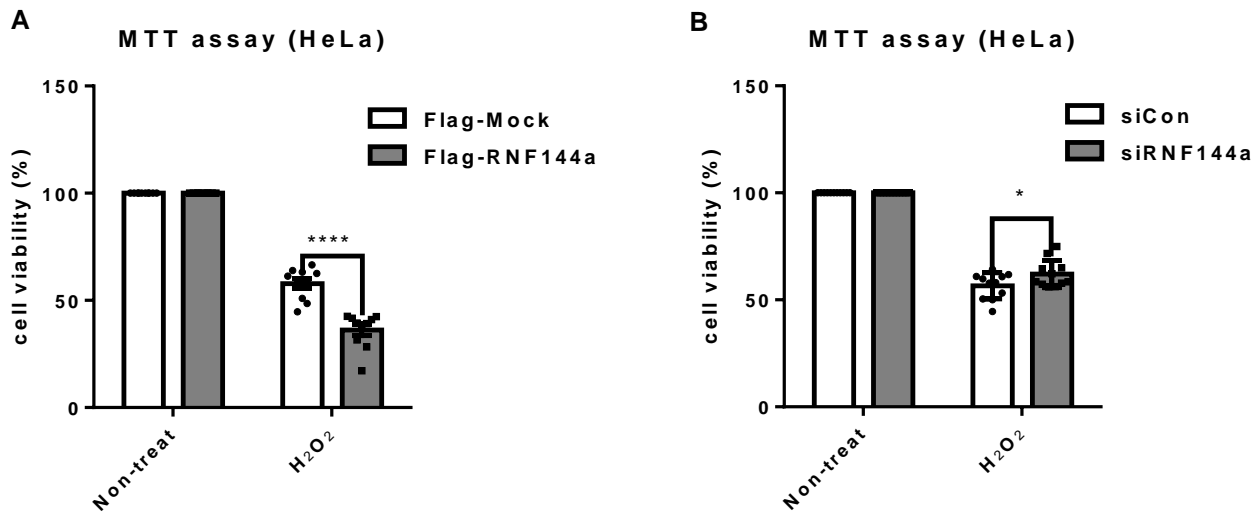 A
MTT assay (HeLa)
cell viability (%)
150
100
50
0
Flag-Mock
Flag-RNF144a
****
Non-treat
H₂O₂
B
MTT assay (HeLa)
cell viability (%)
150
100
50
0
siCon
siRNF144a
*
Non-treat
H₂O₂